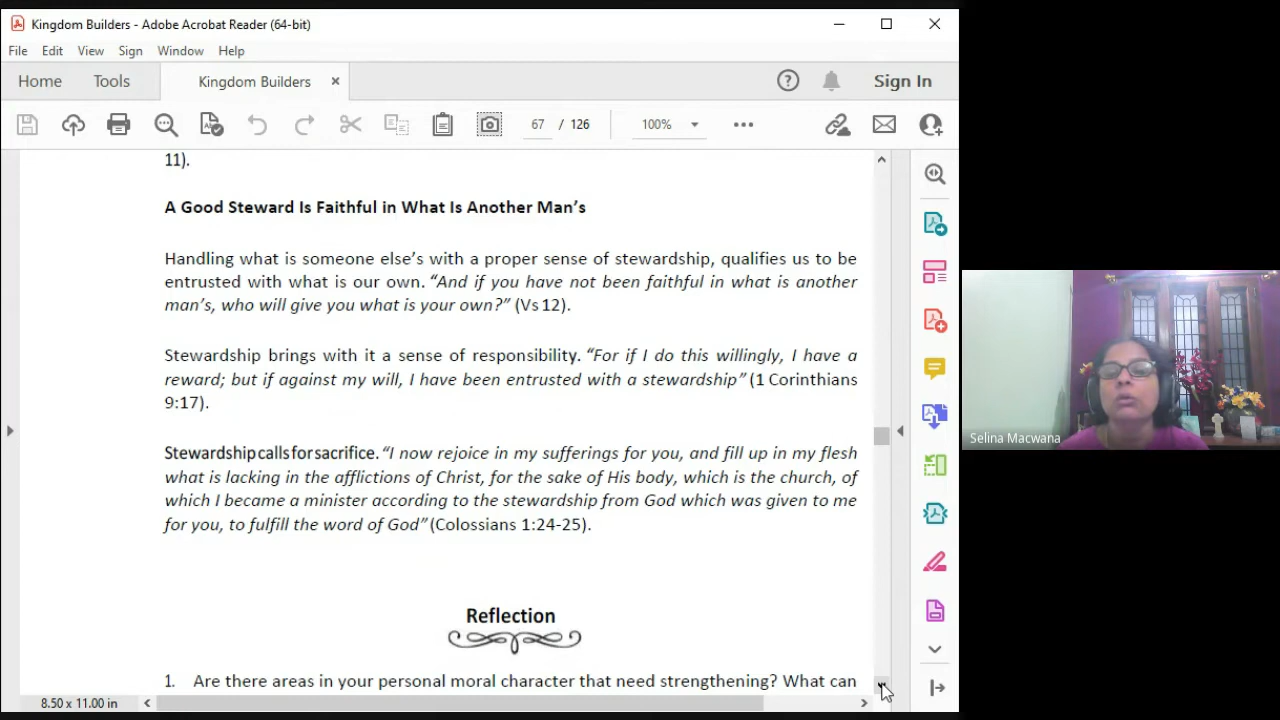 Kingdom Builders - Adobe Acrobat Reader (64-bit)
File Edit View Sign Window Help
Home Tools Kingdom Builders × Sign In
67 / 126 100%
11).
A Good Steward Is Faithful in What Is Another Man’s
Handling what is someone else’s with a proper sense of stewardship, qualifies us to be
entrusted with what is our own. “And if you have not been faithful in what is another
man’s, who will give you what is your own?” (Vs 12).
Stewardship brings with it a sense of responsibility. “For if I do this willingly, I have a
reward; but if against my will, I have been entrusted with a stewardship” (1 Corinthians
9:17).
Stewardship calls for sacrifice. “I now rejoice in my sufferings for you, and fill up in my flesh
what is lacking in the afflictions of Christ, for the sake of His body, which is the church, of
which I became a minister according to the stewardship from God which was given to me
for you, to fulfill the word of God” (Colossians 1:24-25).
Reflection
1. Are there areas in your personal moral character that need strengthening? What can
8.50 x 11.00 in
Selina Macwana